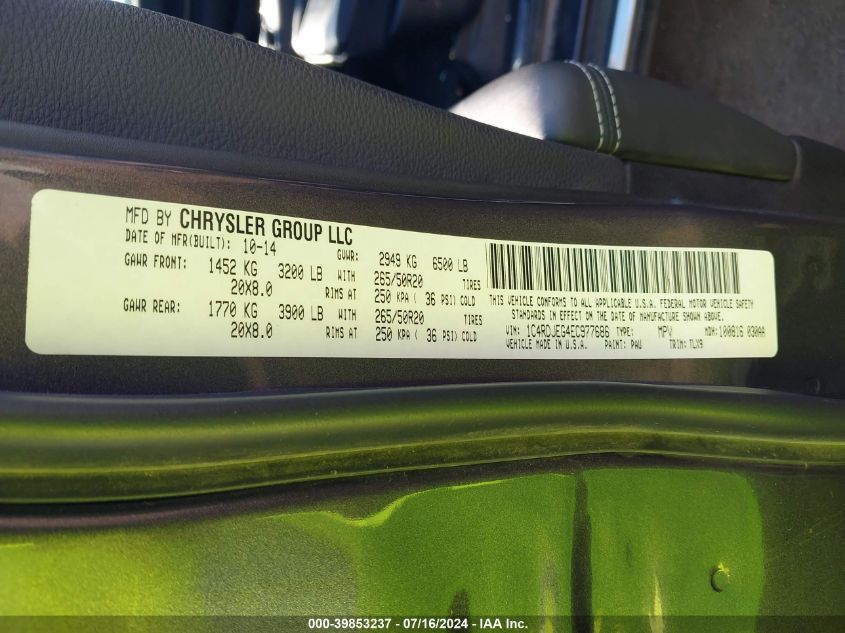 MFD BY CHRYSLER GROUP LLC
DATE OF MFR(BUILT): 10-14 GVWR: 2949 KG 6500 LB
GAWR FRONT: 1452 KG 3200 LB WITH 265/50R20 TIRES
20X8.0 RIMS AT 250 KPA ( 36 PSI) COLD
GAWR REAR: 1770 KG 3900 LB WITH 265/50R20 TIRES
20X8.0 RIMS AT 250 KPA ( 36 PSI) COLD
THIS VEHICLE CONFORMS TO ALL APPLICABLE U.S.A. FEDERAL MOTOR VEHICLE SAFETY
STANDARDS IN EFFECT ON THE DATE OF MANUFACTURE SHOWN ABOVE.
VIN: 1C4RDJEG4EC977686 TYPE: MPV MDH: 100816 030AA
VEHICLE MADE IN U.S.A. PAINT: PAU TRIM: TLX9
000-39853237 - 07/16/2024 - IAA Inc.